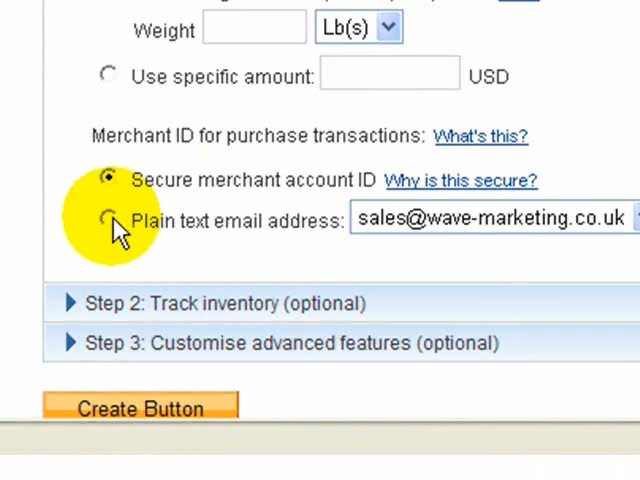 Weight Lb(s)
Use specific amount: USD
Merchant ID for purchase transactions: What's this?
Secure merchant account ID Why is this secure?
Plain text email address: sales@wave-marketing.co.uk
Step 2: Track inventory (optional)
Step 3: Customise advanced features (optional)
Create Button